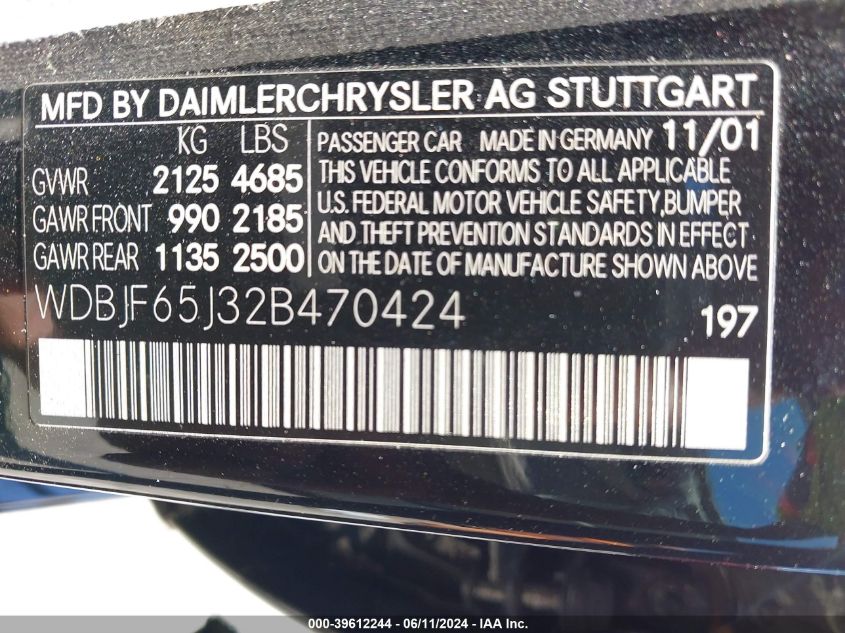 MFD BY DAIMLERCHRYSLER AG STUTTGART
KG LBS
GVWR 2125 4685
GAWR FRONT 990 2185
GAWR REAR 1135 2500
PASSENGER CAR MADE IN GERMANY 11/01
THIS VEHICLE CONFORMS TO ALL APPLICABLE
U.S. FEDERAL MOTOR VEHICLE SAFETY, BUMPER
AND THEFT PREVENTION STANDARDS IN EFFECT
ON THE DATE OF MANUFACTURE SHOWN ABOVE
WDBJF65J32B470424
197
000-39612244 - 06/11/2024 - IAA Inc.